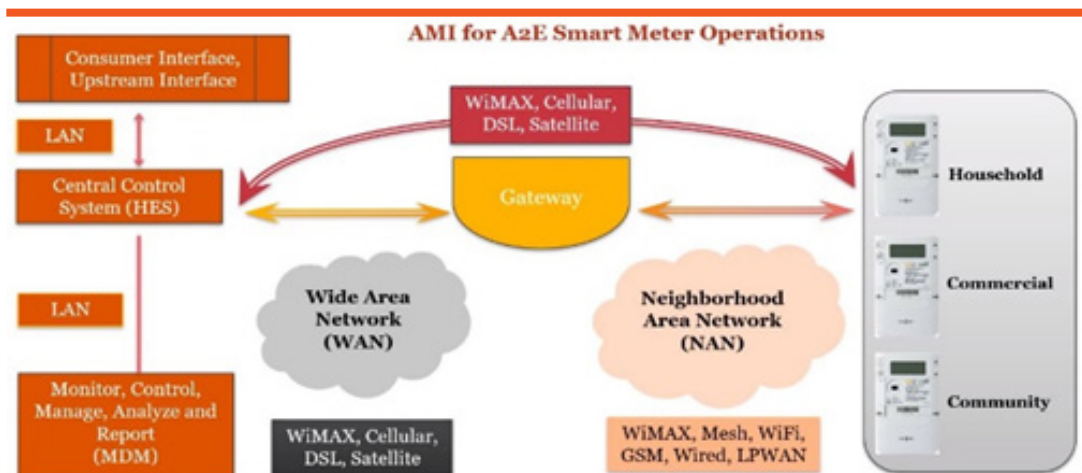 AMI for A2E Smart Meter Operations
Consumer Interface,
Upstream Interface
LAN
Central Control
System (HES)
LAN
Monitor, Control,
Manage, Analyze and
Report
(MDM)
WiMAX, Cellular,
DSL, Satellite
Gateway
Wide Area
Network
(WAN)
WiMAX, Cellular,
DSL, Satellite
Neighborhood
Area Network
(NAN)
WiMAX, Mesh, WiFi,
GSM, Wired, LPWAN
Household
Commercial
Community